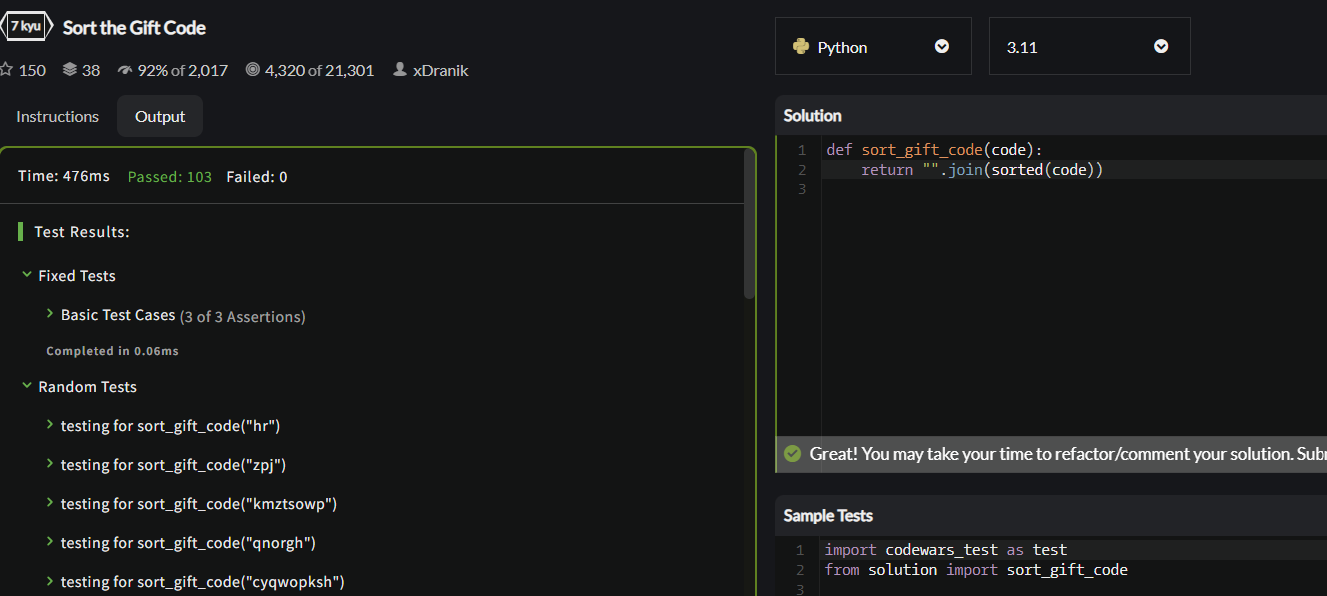 7 kyu Sort the Gift Code
150 38 92% of 2,017 4,320 of 21,301 xDranik
Instructions Output
Time: 476ms Passed: 103 Failed: 0
Test Results:
Fixed Tests
Basic Test Cases (3 of 3 Assertions)
Completed in 0.06ms
Random Tests
testing for sort_gift_code("hr")
testing for sort_gift_code("zpj")
testing for sort_gift_code("kmztsowp")
testing for sort_gift_code("qnorgh")
testing for sort_gift_code("cyqwopksh")
Python 3.11
Solution
1 def sort_gift_code(code):
2 return "".join(sorted(code))
3
Great! You may take your time to refactor/comment your solution. Subm
Sample Tests
1 import codewars_test as test
2 from solution import sort_gift_code
3